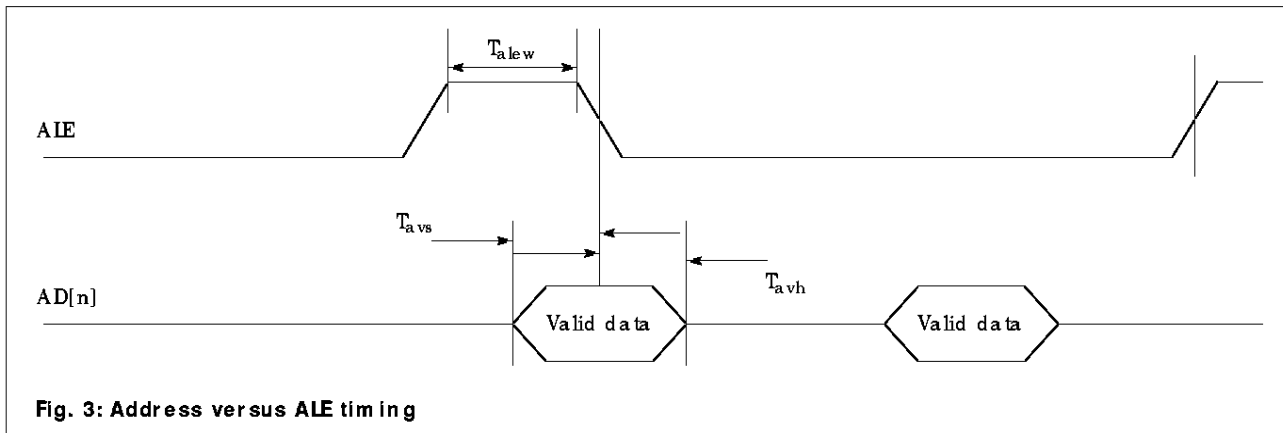 Talew
ALE
Tavs
Tavh
AD[n]
Valid data
Valid data
Fig. 3: Address versus ALE timing